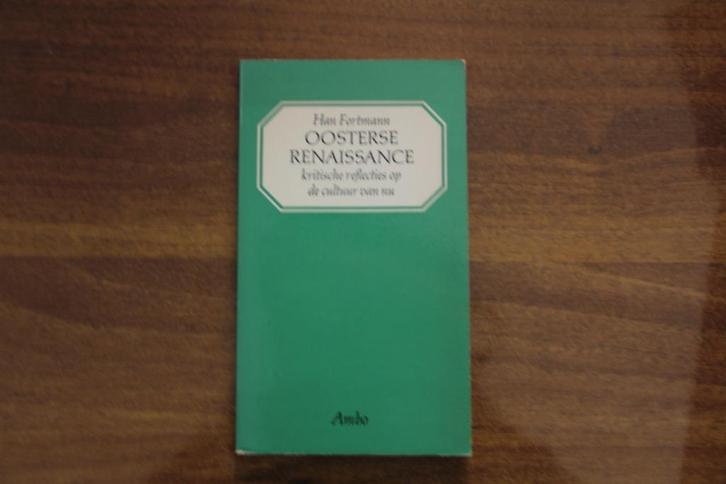 Han Fortmann
OOSTERSE
RENAISSANCE
kritische reflecties op
de cultuur van nu
Ambo